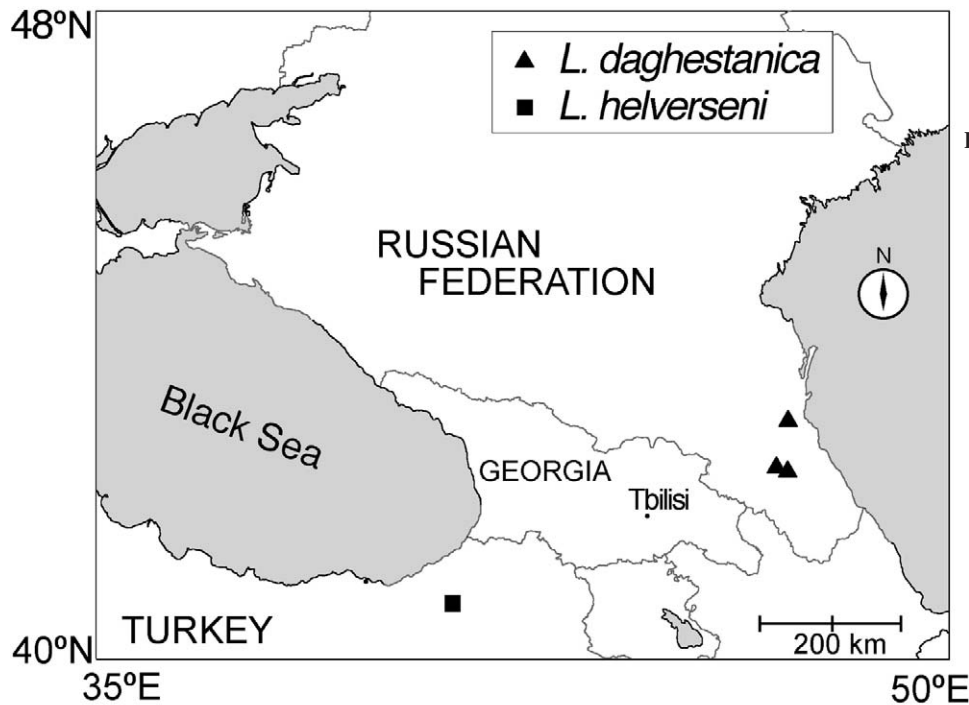 48ºN
L. daghestanica
L. helverseni
N
RUSSIAN
FEDERATION
Black Sea
GEORGIA
Tbilisi
TURKEY
200 km
40ºN
35ºE
50ºE